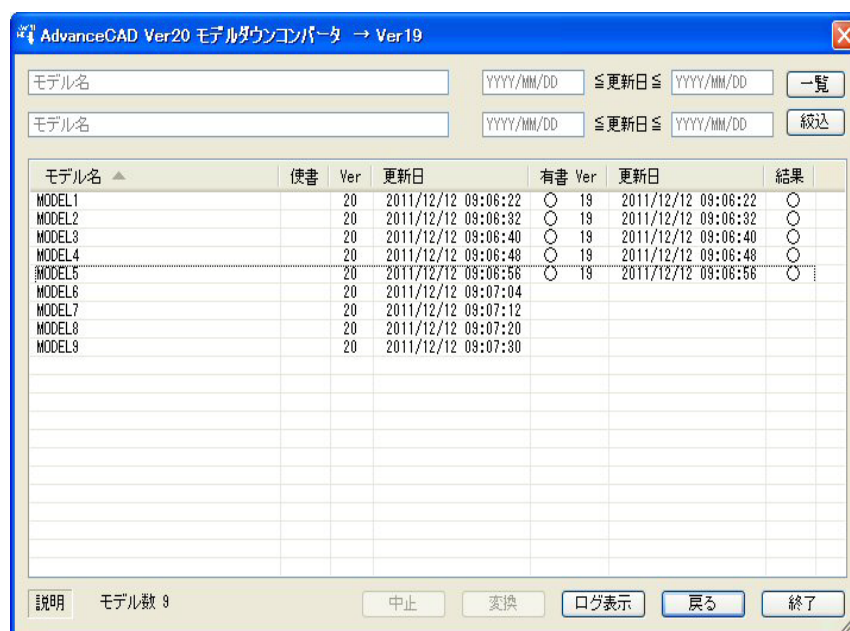 AdvanceCAD Ver20 モデルダウンコンバータ → Ver19
モデル名 YYYY/MM/DD ≦更新日≦ YYYY/MM/DD 一覧
モデル名 YYYY/MM/DD ≦更新日≦ YYYY/MM/DD 絞込
モデル名 使書 Ver 更新日 有書 Ver 更新日 結果
MODEL1 20 2011/12/12 09:06:22 ○ 19 2011/12/12 09:06:22 ○
MODEL2 20 2011/12/12 09:06:32 ○ 19 2011/12/12 09:06:32 ○
MODEL3 20 2011/12/12 09:06:40 ○ 19 2011/12/12 09:06:40 ○
MODEL4 20 2011/12/12 09:06:48 ○ 19 2011/12/12 09:06:48 ○
MODEL5 20 2011/12/12 09:06:56 ○ 19 2011/12/12 09:06:56 ○
MODEL6 20 2011/12/12 09:07:04
MODEL7 20 2011/12/12 09:07:12
MODEL8 20 2011/12/12 09:07:20
MODEL9 20 2011/12/12 09:07:30
説明 モデル数 9 中止 変換 ログ表示 戻る 終了